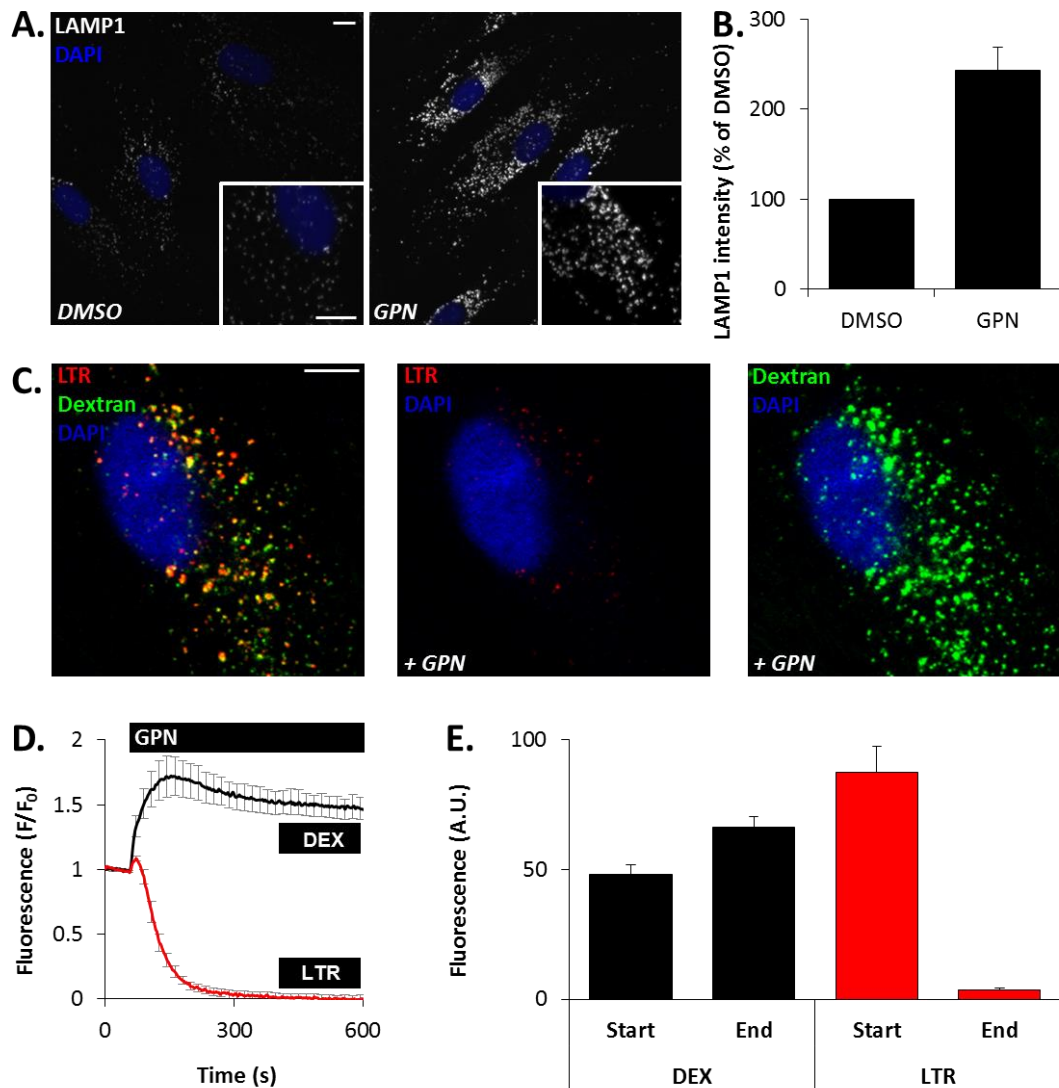 A.
LAMP1
DAPI
DMSO
GPN
B.
LAMP1 intensity (% of DMSO)
300
200
100
0
DMSO
GPN
C.
LTR
Dextran
DAPI
LTR
DAPI
+ GPN
Dextran
DAPI
+ GPN
D.
Fluorescence (F/F0)
2
1.5
1
0.5
0
GPN
DEX
LTR
0
300
600
Time (s)
E.
Fluorescence (A.U.)
100
50
0
Start
End
Start
End
DEX
LTR